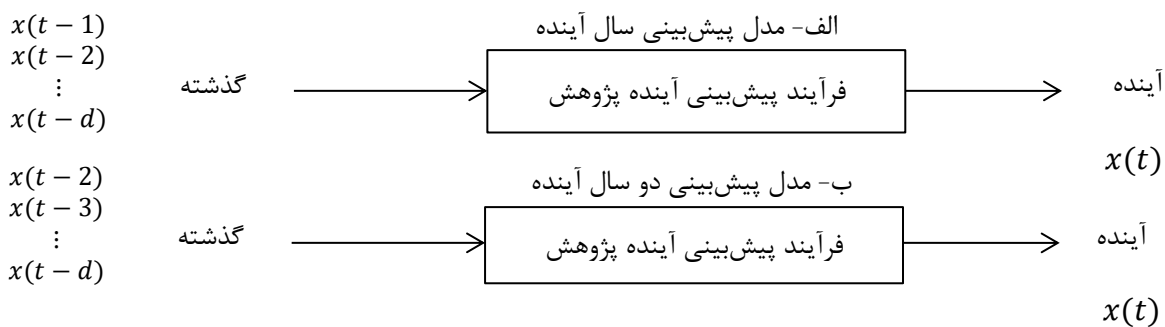 الف- مدل پیش‌بینی سال آینده
x(t − 1)
x(t − 2)
⋮
x(t − d)
گذشته
فرآیند پیش‌بینی آینده پژوهش
آینده
x(t)
ب- مدل پیش‌بینی دو سال آینده
x(t − 2)
x(t − 3)
⋮
x(t − d)
گذشته
فرآیند پیش‌بینی آینده پژوهش
آینده
x(t)